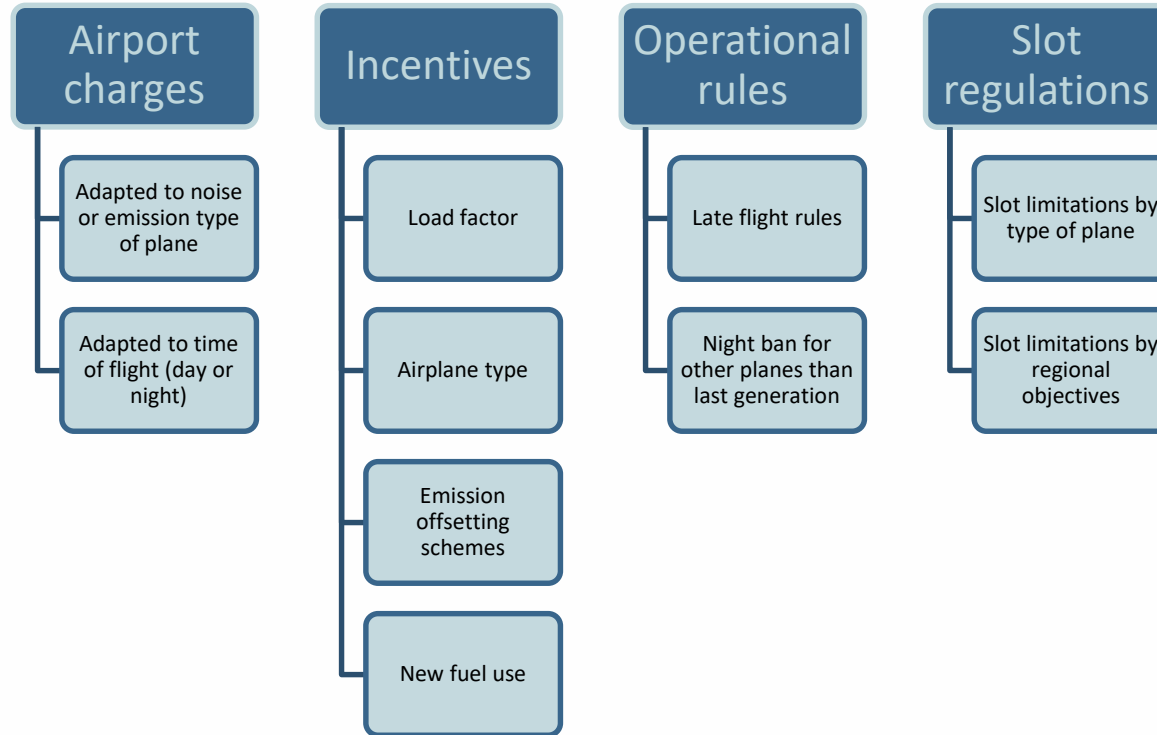 Airport
charges
Adapted to noise
or emission type
of plane
Adapted to time
of flight (day or
night)
Incentives
Load factor
Airplane type
Emission
offsetting
schemes
New fuel use
Operational
rules
Late flight rules
Night ban for
other planes than
last generation
Slot
regulations
Slot limitations by
type of plane
Slot limitations by
regional
objectives